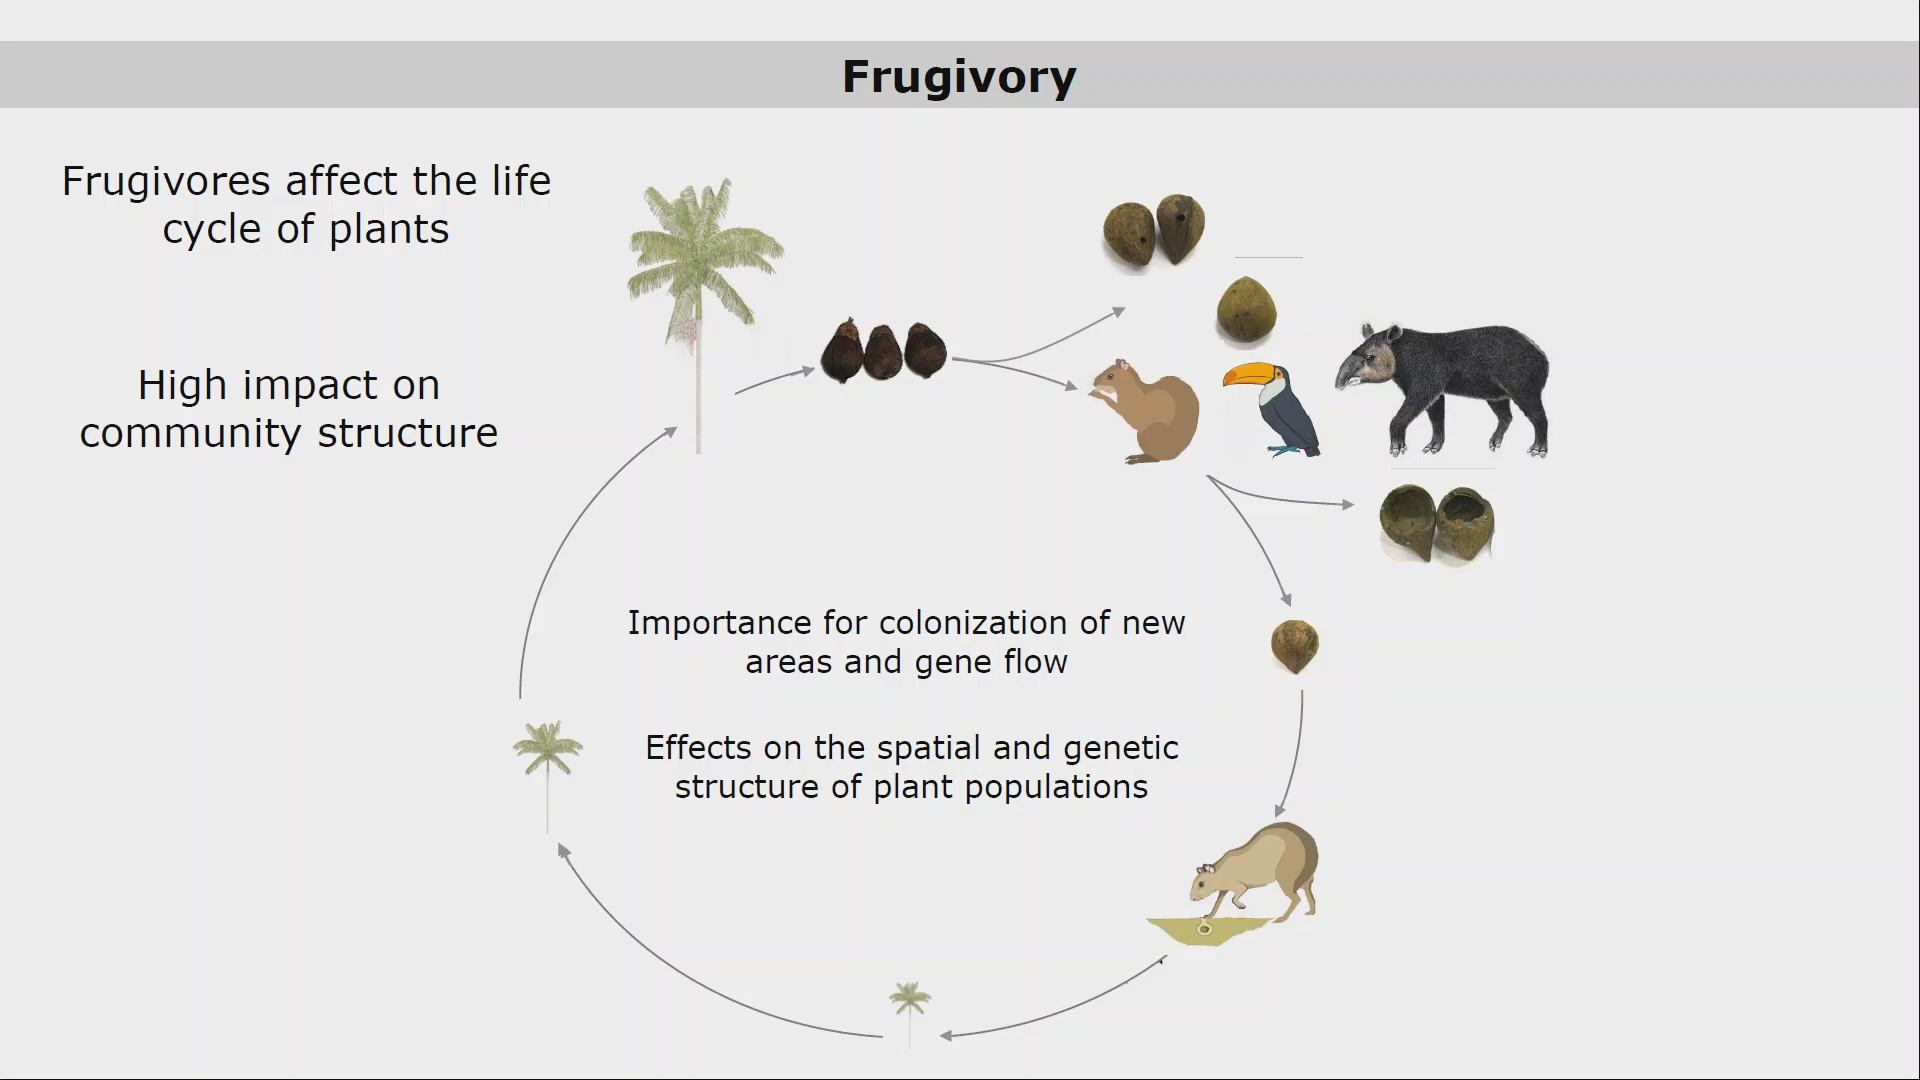 Frugivory
Frugivores affect the life
cycle of plants
High impact on
community structure
Importance for colonization of new
areas and gene flow
Effects on the spatial and genetic
structure of plant populations